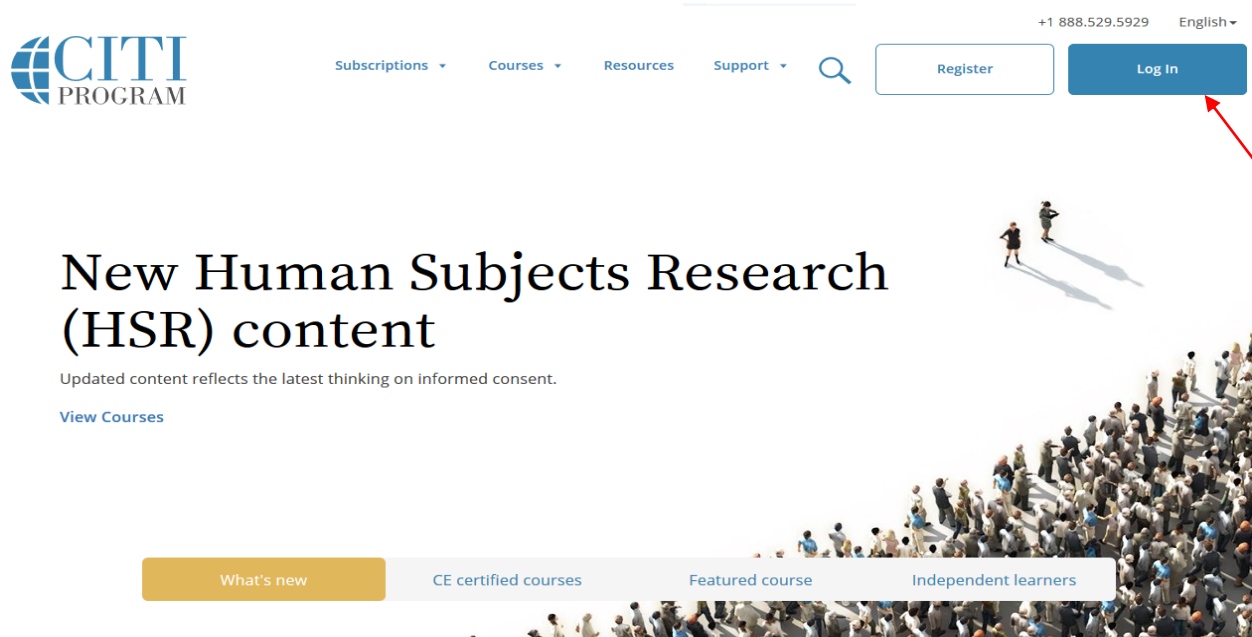 +1 888.529.5929 English
CITI
PROGRAM
Subscriptions Courses Resources Support Register Log In
New Human Subjects Research
(HSR) content
Updated content reflects the latest thinking on informed consent.
View Courses
What's new CE certified courses Featured course Independent learners